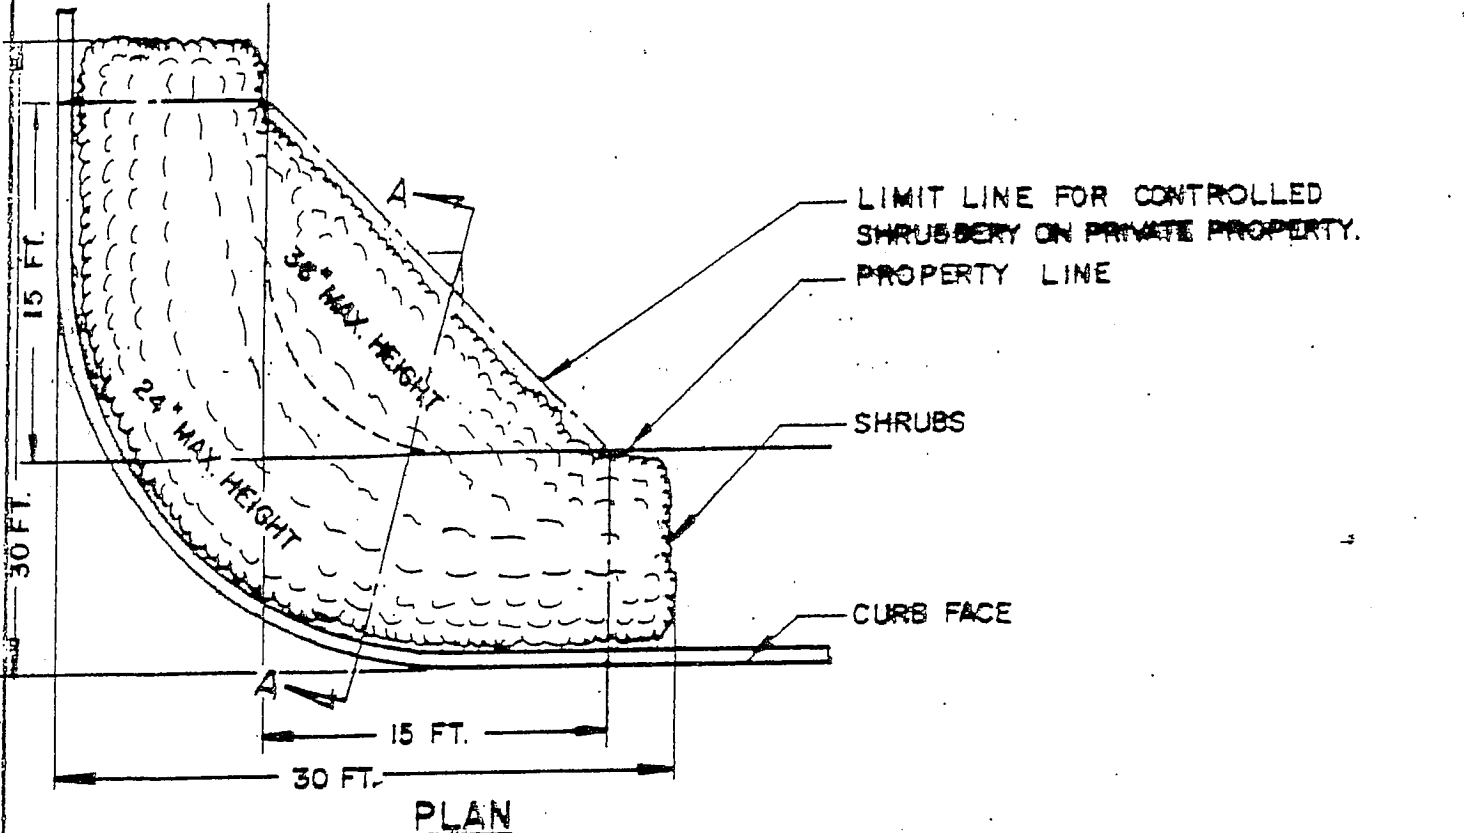 A
LIMIT LINE FOR CONTROLLED
SHRUBBERY ON PRIVATE PROPERTY.
PROPERTY LINE
15 FT.
MAX. HEIGHT
24" MAX. HEIGHT
SHRUBS
30 FT.
CURB FACE
A
15 FT.
30 FT.
PLAN